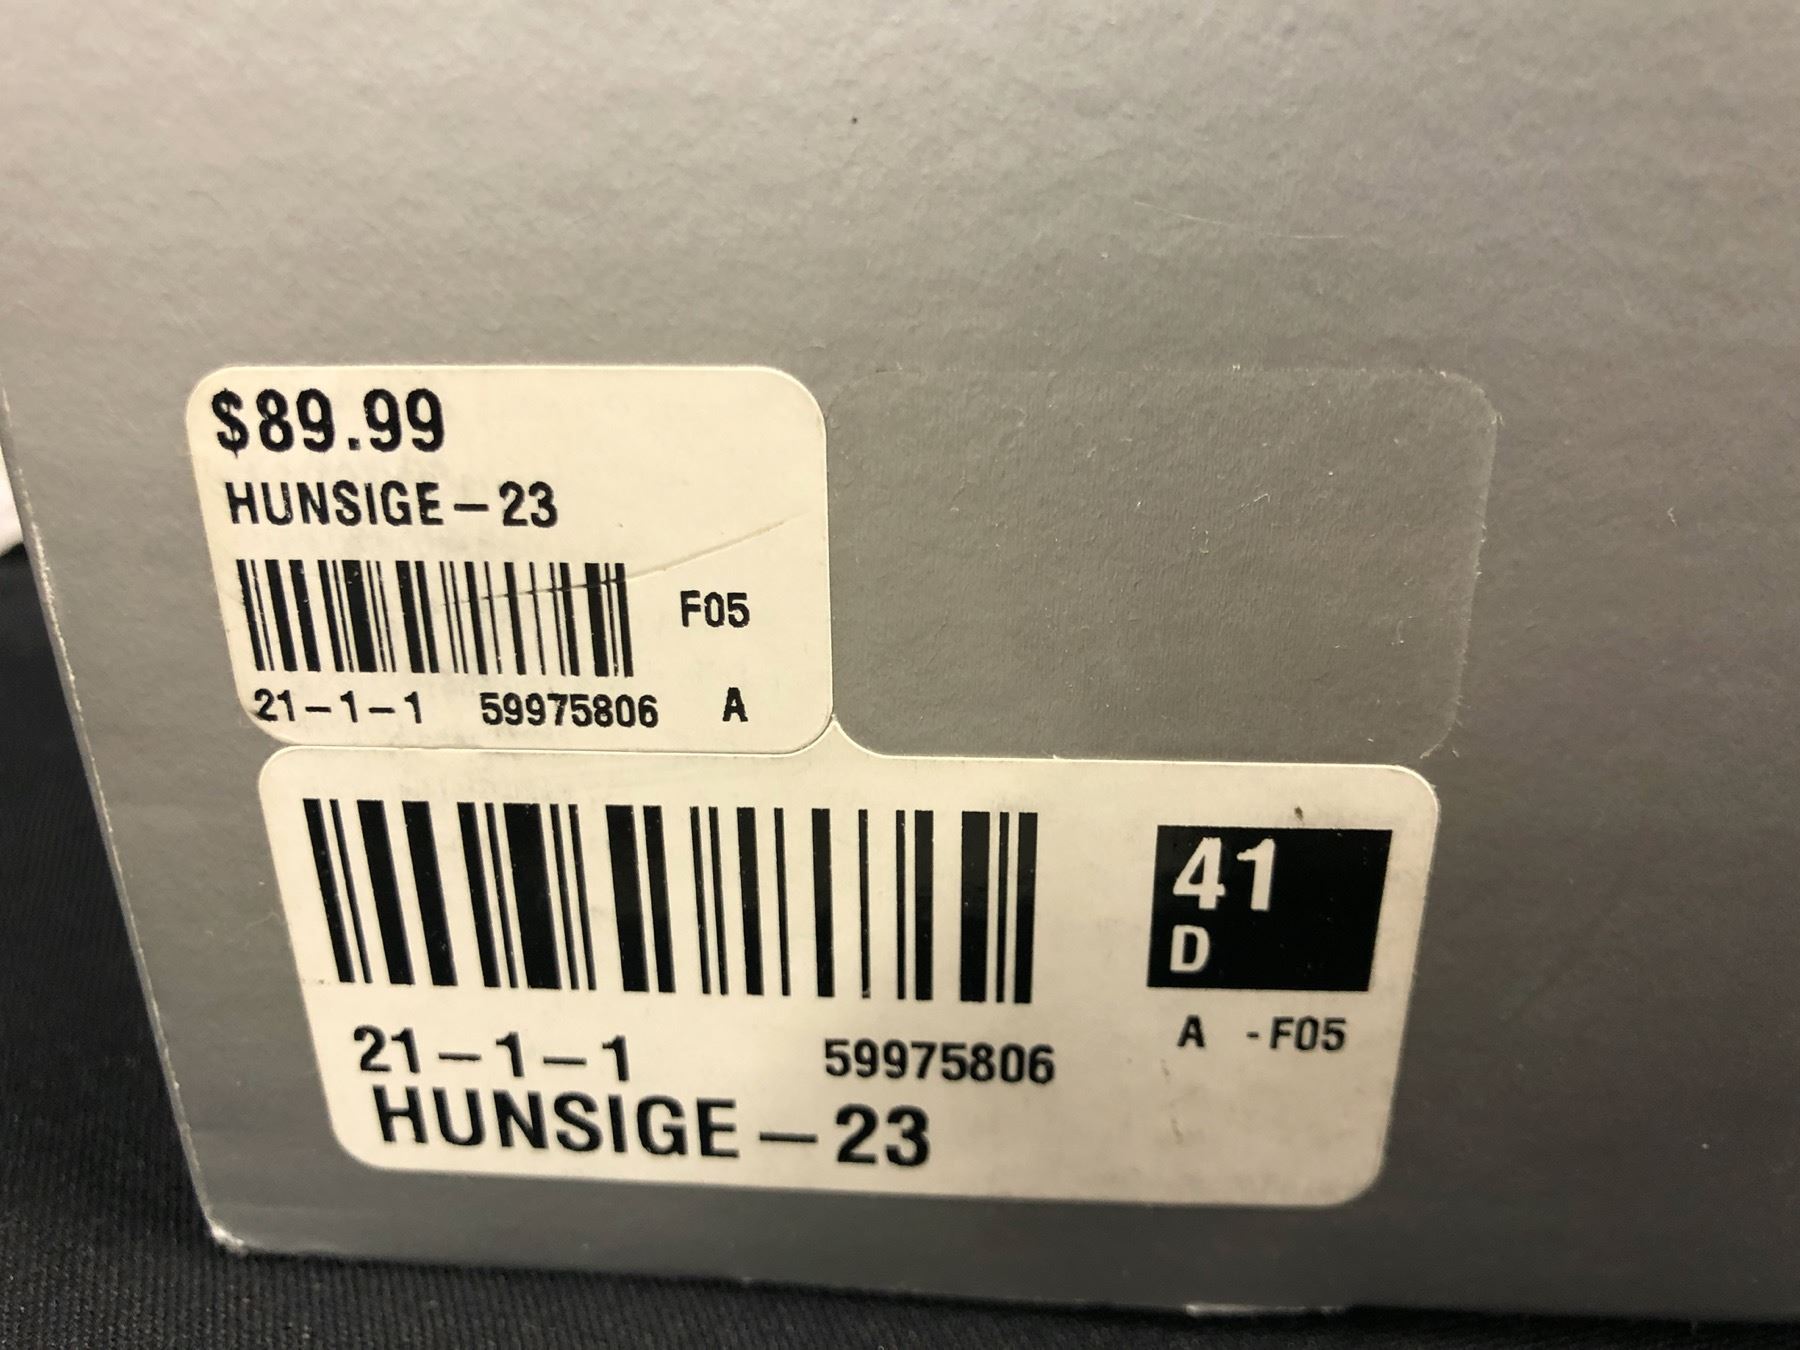 $89.99
HUNSIGE-23
F05
21-1-1 59975806 A
41
D
21-1-1 59975806 A -F05
HUNSIGE-23